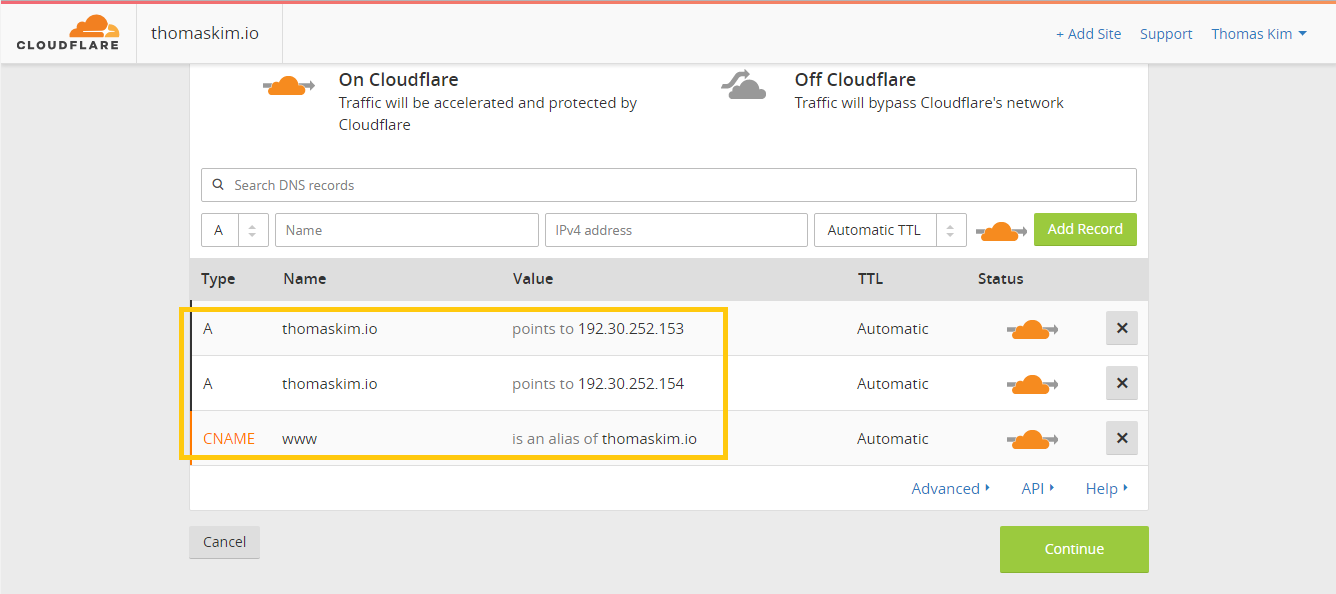 CLOUDFLARE
thomaskim.io
+ Add Site
Support
Thomas Kim
On Cloudflare
Traffic will be accelerated and protected by
Cloudflare
Off Cloudflare
Traffic will bypass Cloudflare's network
Search DNS records
A
Name
IPv4 address
Automatic TTL
Add Record
Type Name Value TTL Status
A thomaskim.io points to 192.30.252.153 Automatic
A thomaskim.io points to 192.30.252.154 Automatic
CNAME www is an alias of thomaskim.io Automatic
Advanced API Help
Cancel
Continue